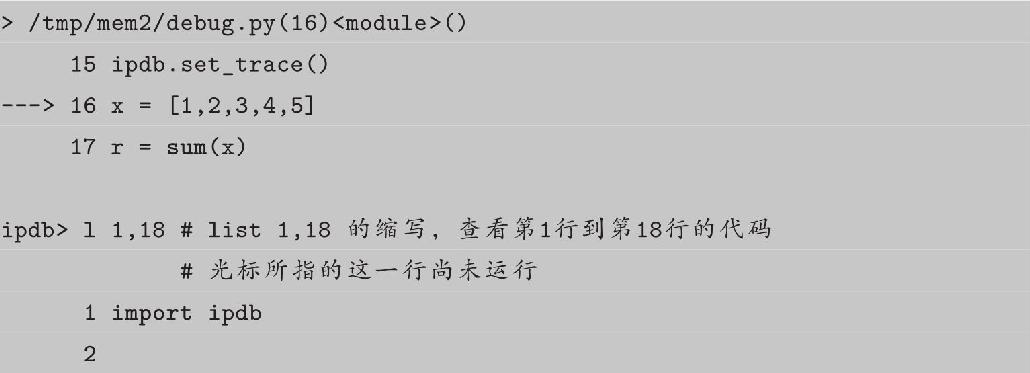 > /tmp/mem2/debug.py(16)<module>()
     15 ipdb.set_trace()
---> 16 x = [1,2,3,4,5]
     17 r = sum(x)
ipdb> l 1,18 # list 1,18 的缩写, 查看第1行到第18行的代码
             # 光标所指的这一行尚未运行
      1 import ipdb
      2